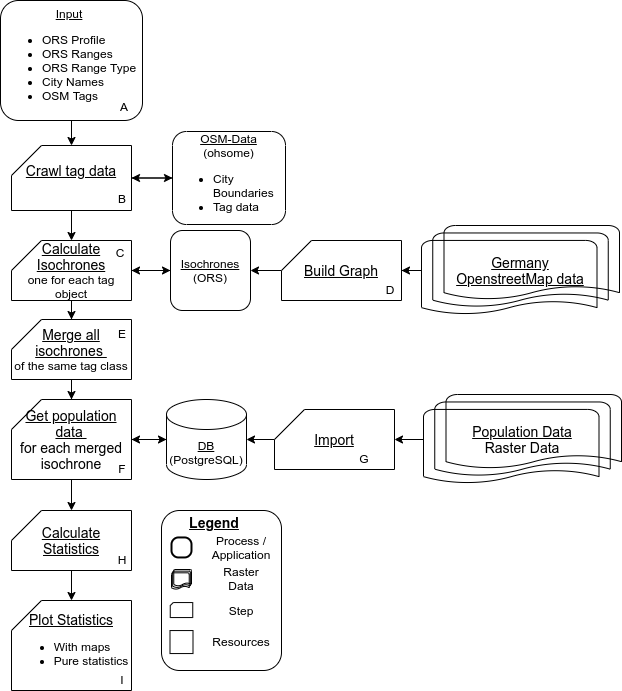 Input
ORS Profile
ORS Ranges
ORS Range Type
City Names
OSM Tags
A
Crawl tag data
B
OSM-Data
(ohsome)
City
Boundaries
Tag data
Calculate
Isochrones
one for each tag
object
C
Isochrones
(ORS)
Build Graph
D
Germany
OpenstreetMap data
Merge all
isochrones
of the same tag class
E
Get population
data
for each merged
isochrone
F
DB
(PostgreSQL)
Import
G
Population Data
Raster Data
Calculate
Statistics
H
Plot Statistics
With maps
Pure statistics
I
Legend
Process /
Application
Raster
Data
Step
Resources